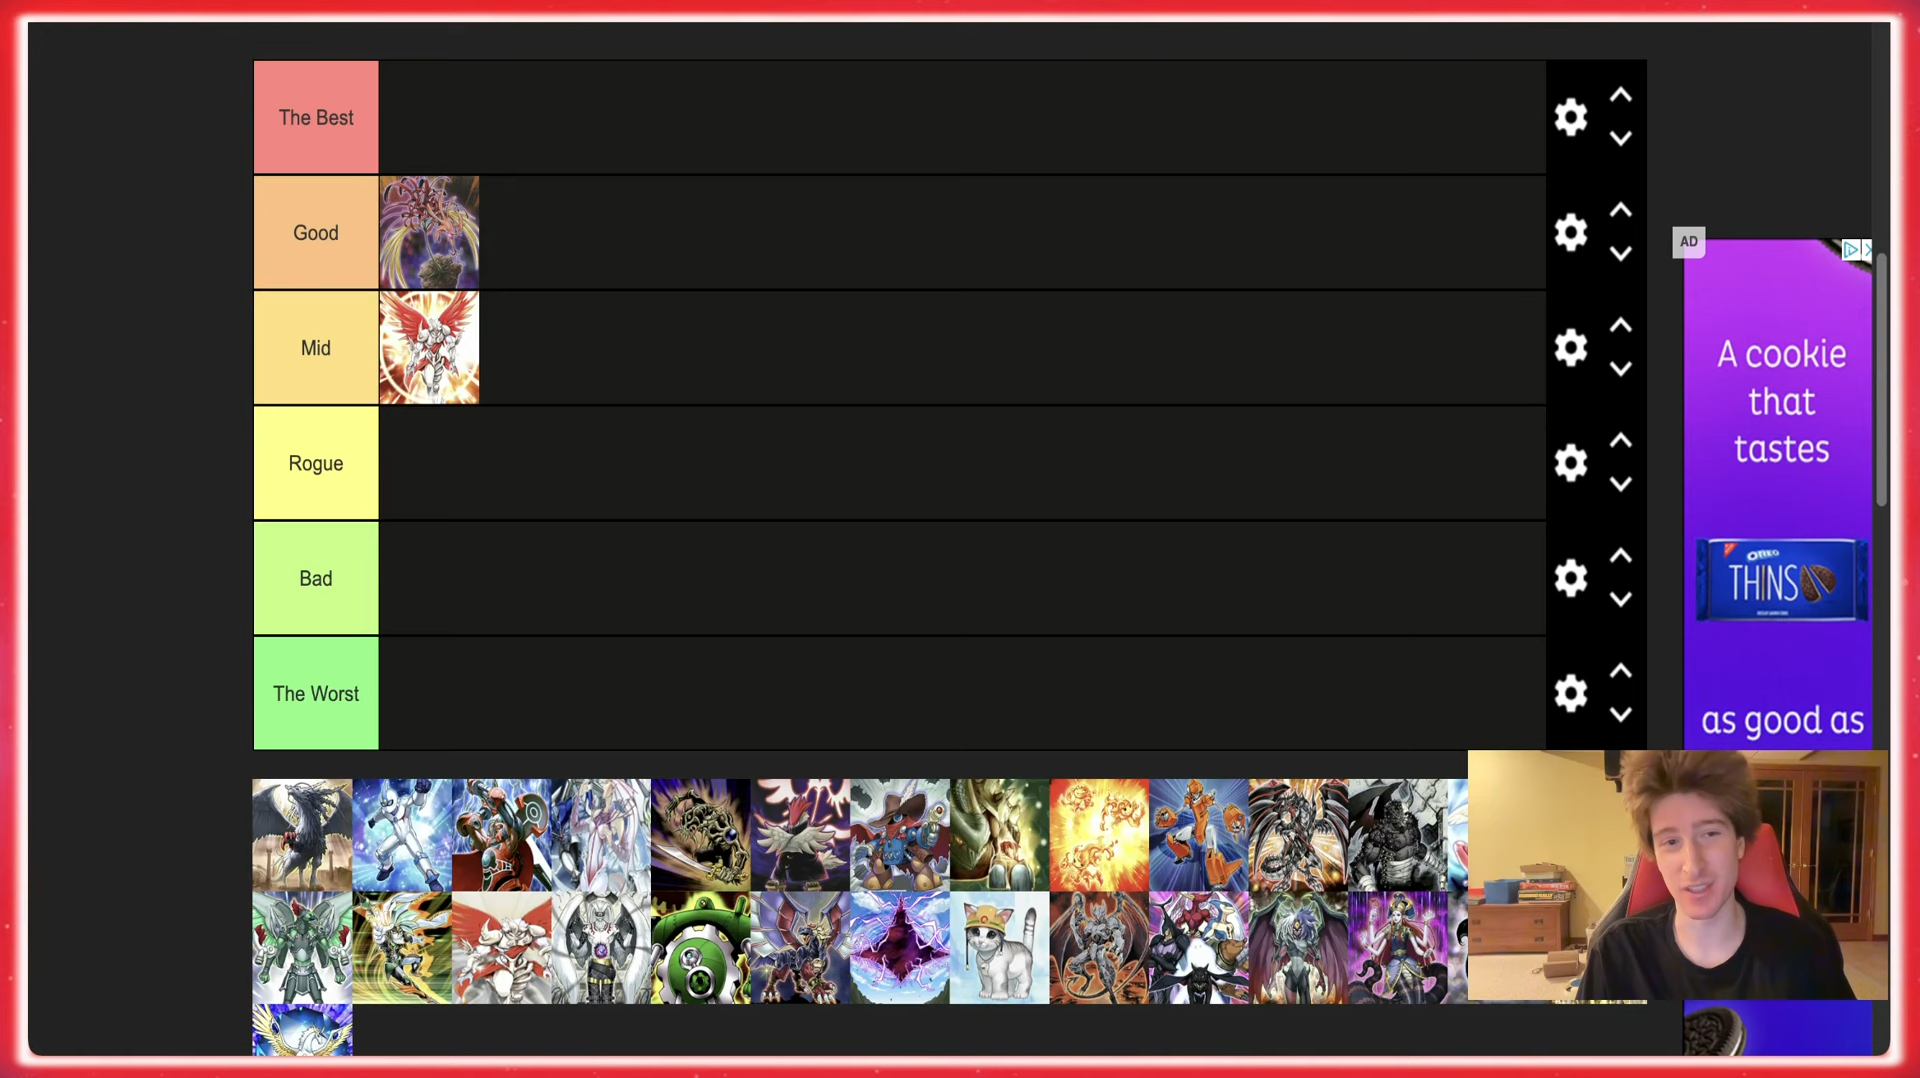 The Best
Good
Mid
Rogue
Bad
The Worst
AD
A cookie
that
tastes
OREO
THINS
as good as